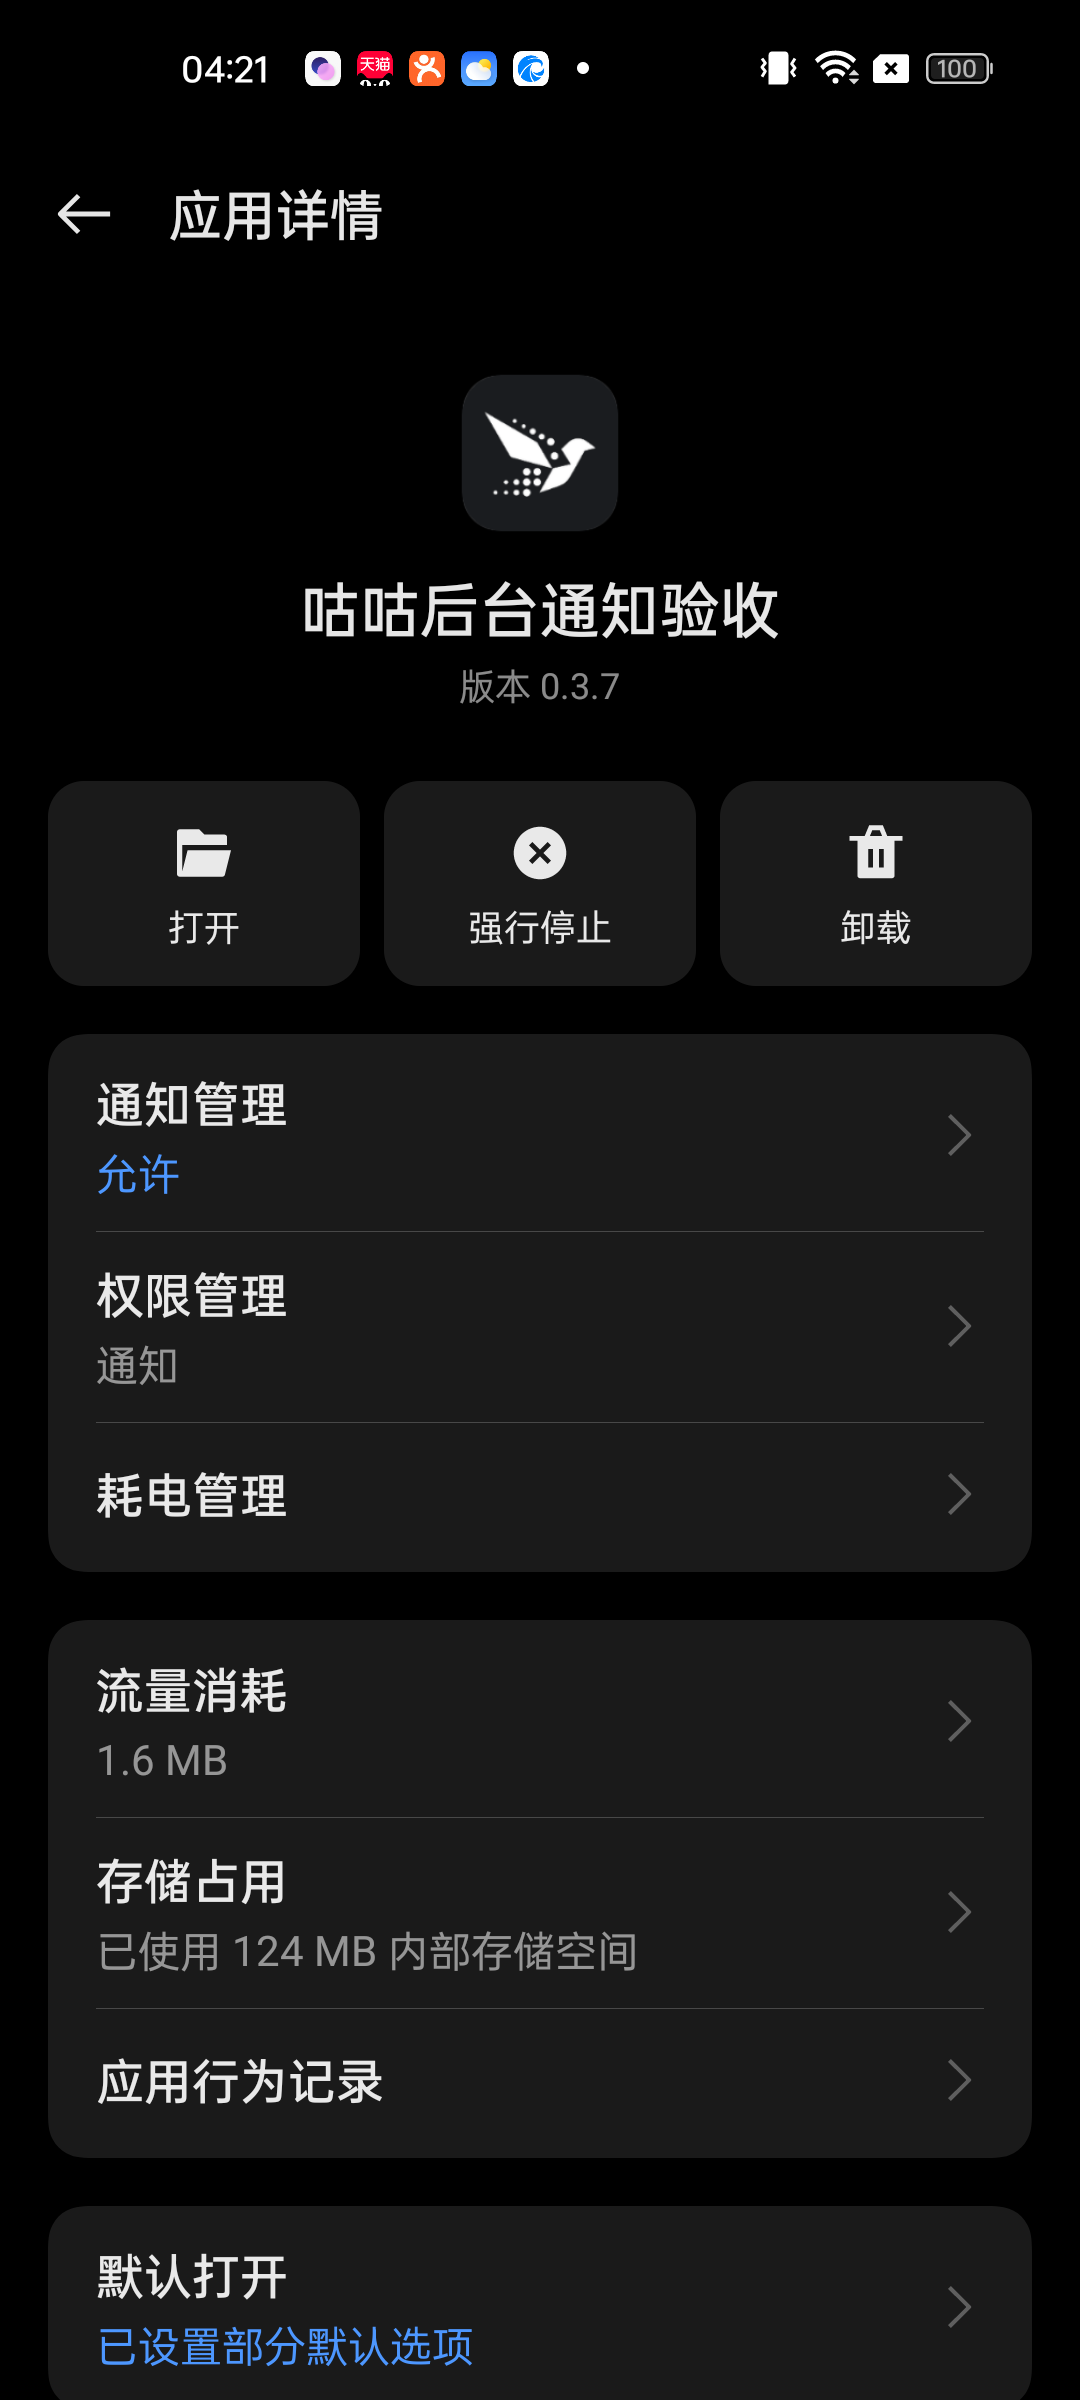 04:21
天猫
100
应用详情
咕咕后台通知验收
版本 0.3.7
打开
强行停止
卸载
通知管理
允许
权限管理
通知
耗电管理
流量消耗
1.6 MB
存储占用
已使用 124 MB 内部存储空间
应用行为记录
默认打开
已设置部分默认选项